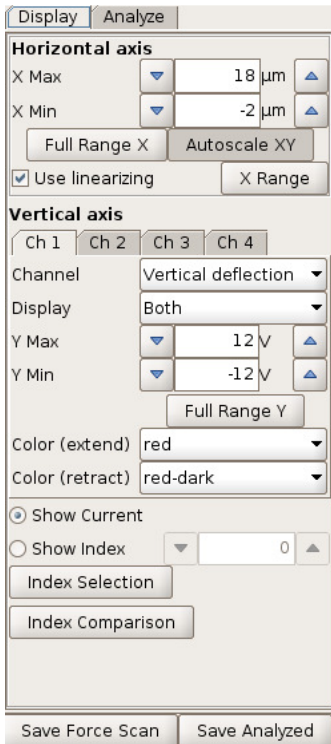 Display Analyze
Horizontal axis
X Max 18 µm
X Min -2 µm
Full Range X Autoscale XY
Use linearizing X Range
Vertical axis
Ch 1 Ch 2 Ch 3 Ch 4
Channel Vertical deflection
Display Both
Y Max 12 V
Y Min -12 V
Full Range Y
Color (extend) red
Color (retract) red-dark
Show Current
Show Index 0
Index Selection
Index Comparison
Save Force Scan Save Analyzed